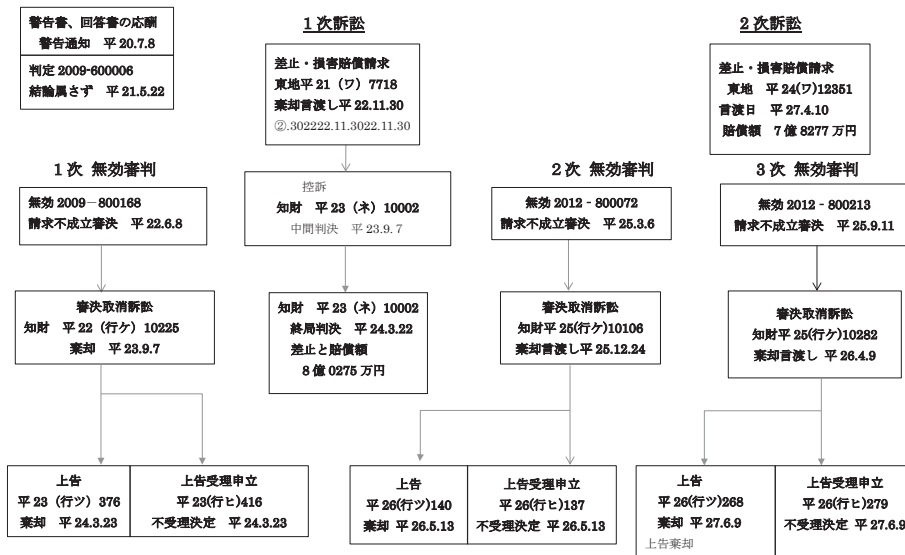 警告書、回答書の応酬
警告通知 平 20.7.8
判定 2009-600006
結論属さず 平 21.5.22
1 次訴訟
差止・損害賠償請求
東地平 21（ワ）7718
棄却言渡し平 22.11.30
②.302222.11.3022.11.30
2 次訴訟
差止・損害賠償請求
東地 平 24(ワ)12351
言渡日 平 27.4.10
賠償額 7 億 8277 万円
1 次 無効審判
無効 2009－800168
請求不成立審決 平 22.6.8
控訴
知財 平 23（ネ）10002
中間判決 平 23.9.7
2 次 無効審判
無効 2012‐800072
請求不成立審決 平 25.3.6
3 次 無効審判
無効 2012‐800213
請求不成立審決 平 25.9.11
審決取消訴訟
知財 平 22（行ケ）10225
棄却 平 23.9.7
知財 平 23（ネ）10002
終局判決 平 24.3.22
差止と賠償額
8 億 0275 万円
審決取消訴訟
知財平 25(行ケ)10106
棄却言渡し平 25.12.24
審決取消訴訟
知財平 25(行ケ)10282
棄却言渡し 平 26.4.9
上告
平 23（行ツ）376
棄却 平 24.3.23
上告受理申立
平 23(行ヒ)416
不受理決定 平 24.3.23
上告
平 26(行ツ)140
棄却 平 26.5.13
上告受理申立
平 26(行ヒ)137
不受理決定 平 26.5.13
上告
平 26(行ツ)268
棄却 平 27.6.9
上告棄却
上告受理申立
平 26(行ヒ)279
不受理決定 平 27.6.9